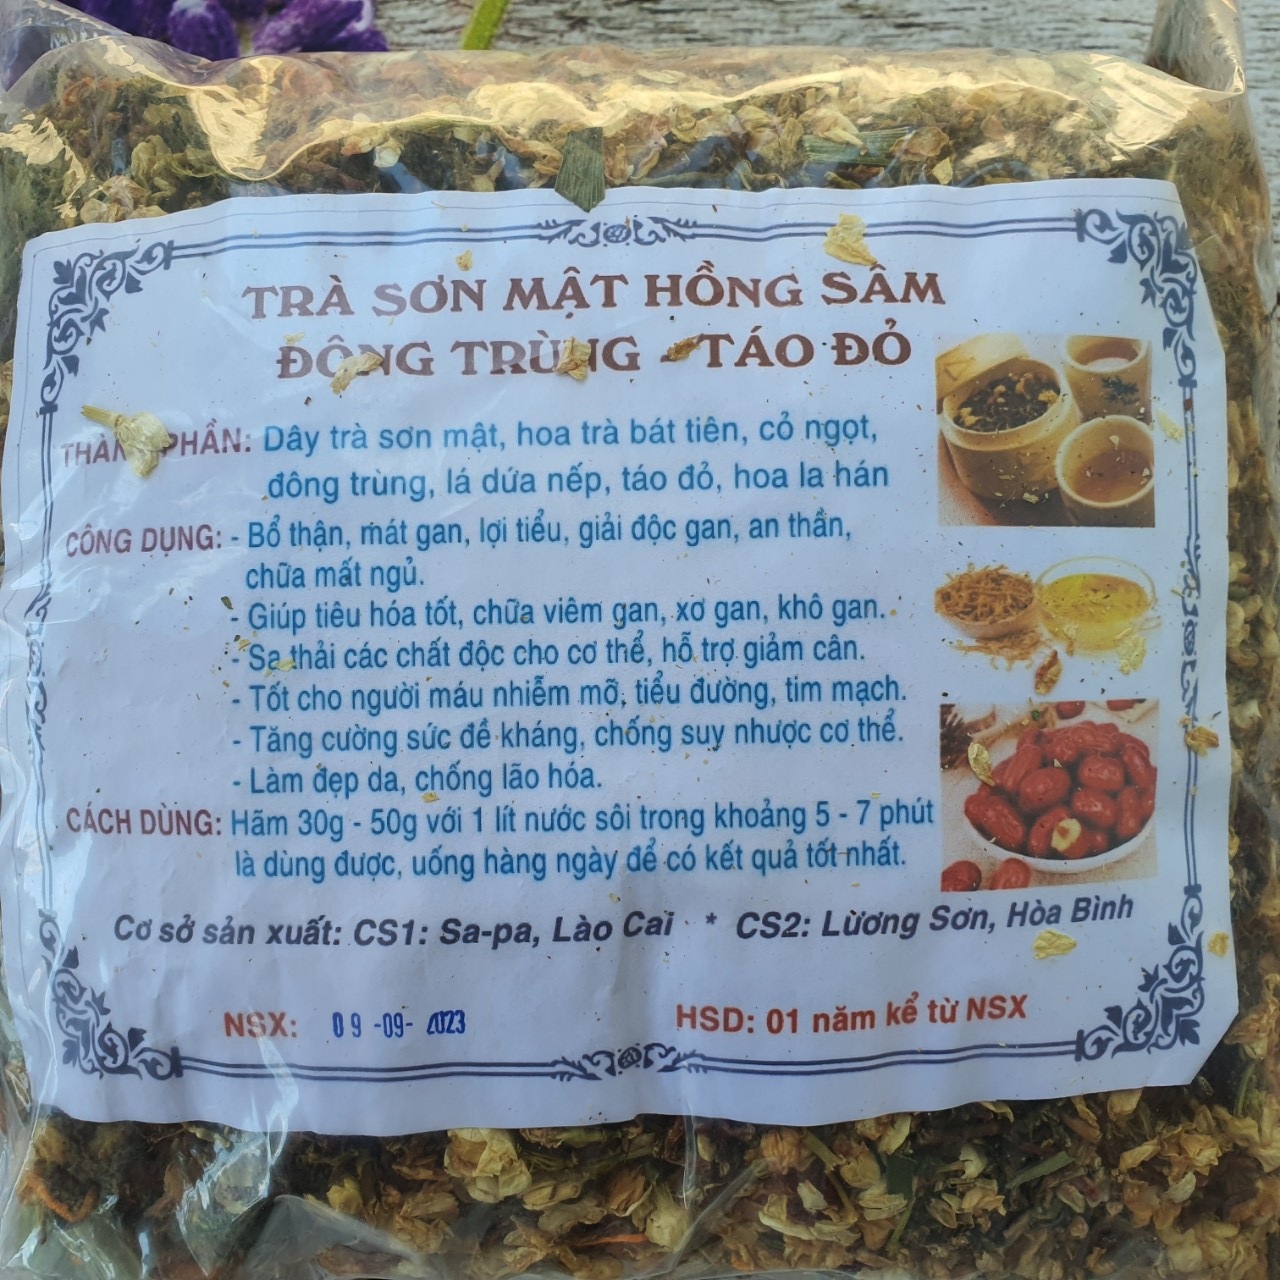 TRÀ SƠN MẬT HỒNG SÂM
ĐÔNG TRÙNG - TÁO ĐỎ
THÀNH PHẦN: Dây trà sơn mật, hoa trà bát tiên, cỏ ngọt,
đông trùng, lá dứa nếp, táo đỏ, hoa la hán
CÔNG DỤNG: - Bổ thận, mát gan, lợi tiểu, giải độc gan, an thần,
chữa mất ngủ.
- Giúp tiêu hóa tốt, chữa viêm gan, xơ gan, khô gan.
- Sa thải các chất độc cho cơ thể, hỗ trợ giảm cân.
- Tốt cho người máu nhiễm mỡ, tiểu đường, tim mạch.
- Tăng cường sức đề kháng, chống suy nhược cơ thể.
- Làm đẹp da, chống lão hóa.
CÁCH DÙNG: Hãm 30g - 50g với 1 lít nước sôi trong khoảng 5 - 7 phút
là dùng được, uống hàng ngày để có kết quả tốt nhất.
Cơ sở sản xuất: CS1: Sa-pa, Lào Cai * CS2: Lương Sơn, Hòa Bình
NSX: 09-09-2023 HSD: 01 năm kể từ NSX